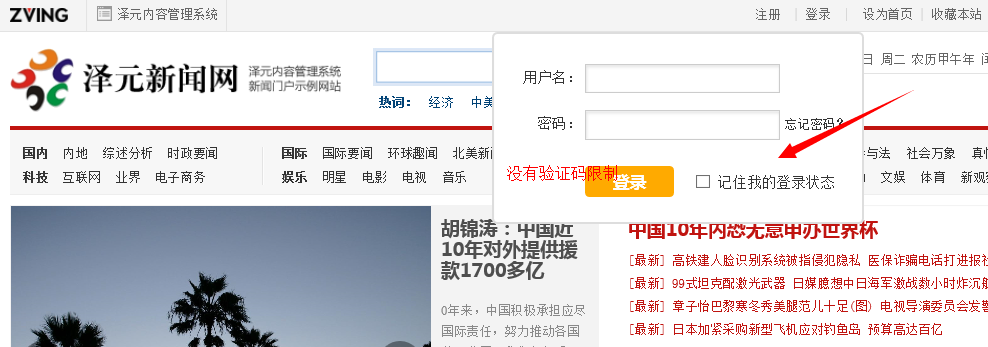 ZVING 泽元内容管理系统 注册 | 登录 | 设为首页 | 收藏本站
泽元新闻网 泽元内容管理系统
新闻门户示例网站
日 周二 农历甲午年
热词： 经济 中美
用户名：
密码： 忘记密码?
没有验证码限制
登录 记住我的登录状态
国内 内地 综述分析 时政要闻 国际 国际要闻 环球趣闻 北美新 与法 社会万象 真
科技 互联网 业界 电子商务 娱乐 明星 电影 电视 音乐 文娱 体育 新观
胡锦涛：中国近
10年对外提供援
款1700多亿
0年来，中国积极承担应尽
国际责任，努力推动各国
中国10年内恐无意申办世界杯
[最新] 高铁建人脸识别系统被指侵犯隐私 医保诈骗电话打进报社
[最新] 99式坦克配激光武器 日媒臆想中日海军激战数小时炸沉
[最新] 章子怡巴黎寒冬秀美腿范儿十足(图) 电视导演委员会发
[最新] 日本加紧采购新型飞机应对钓鱼岛 预算高达百亿